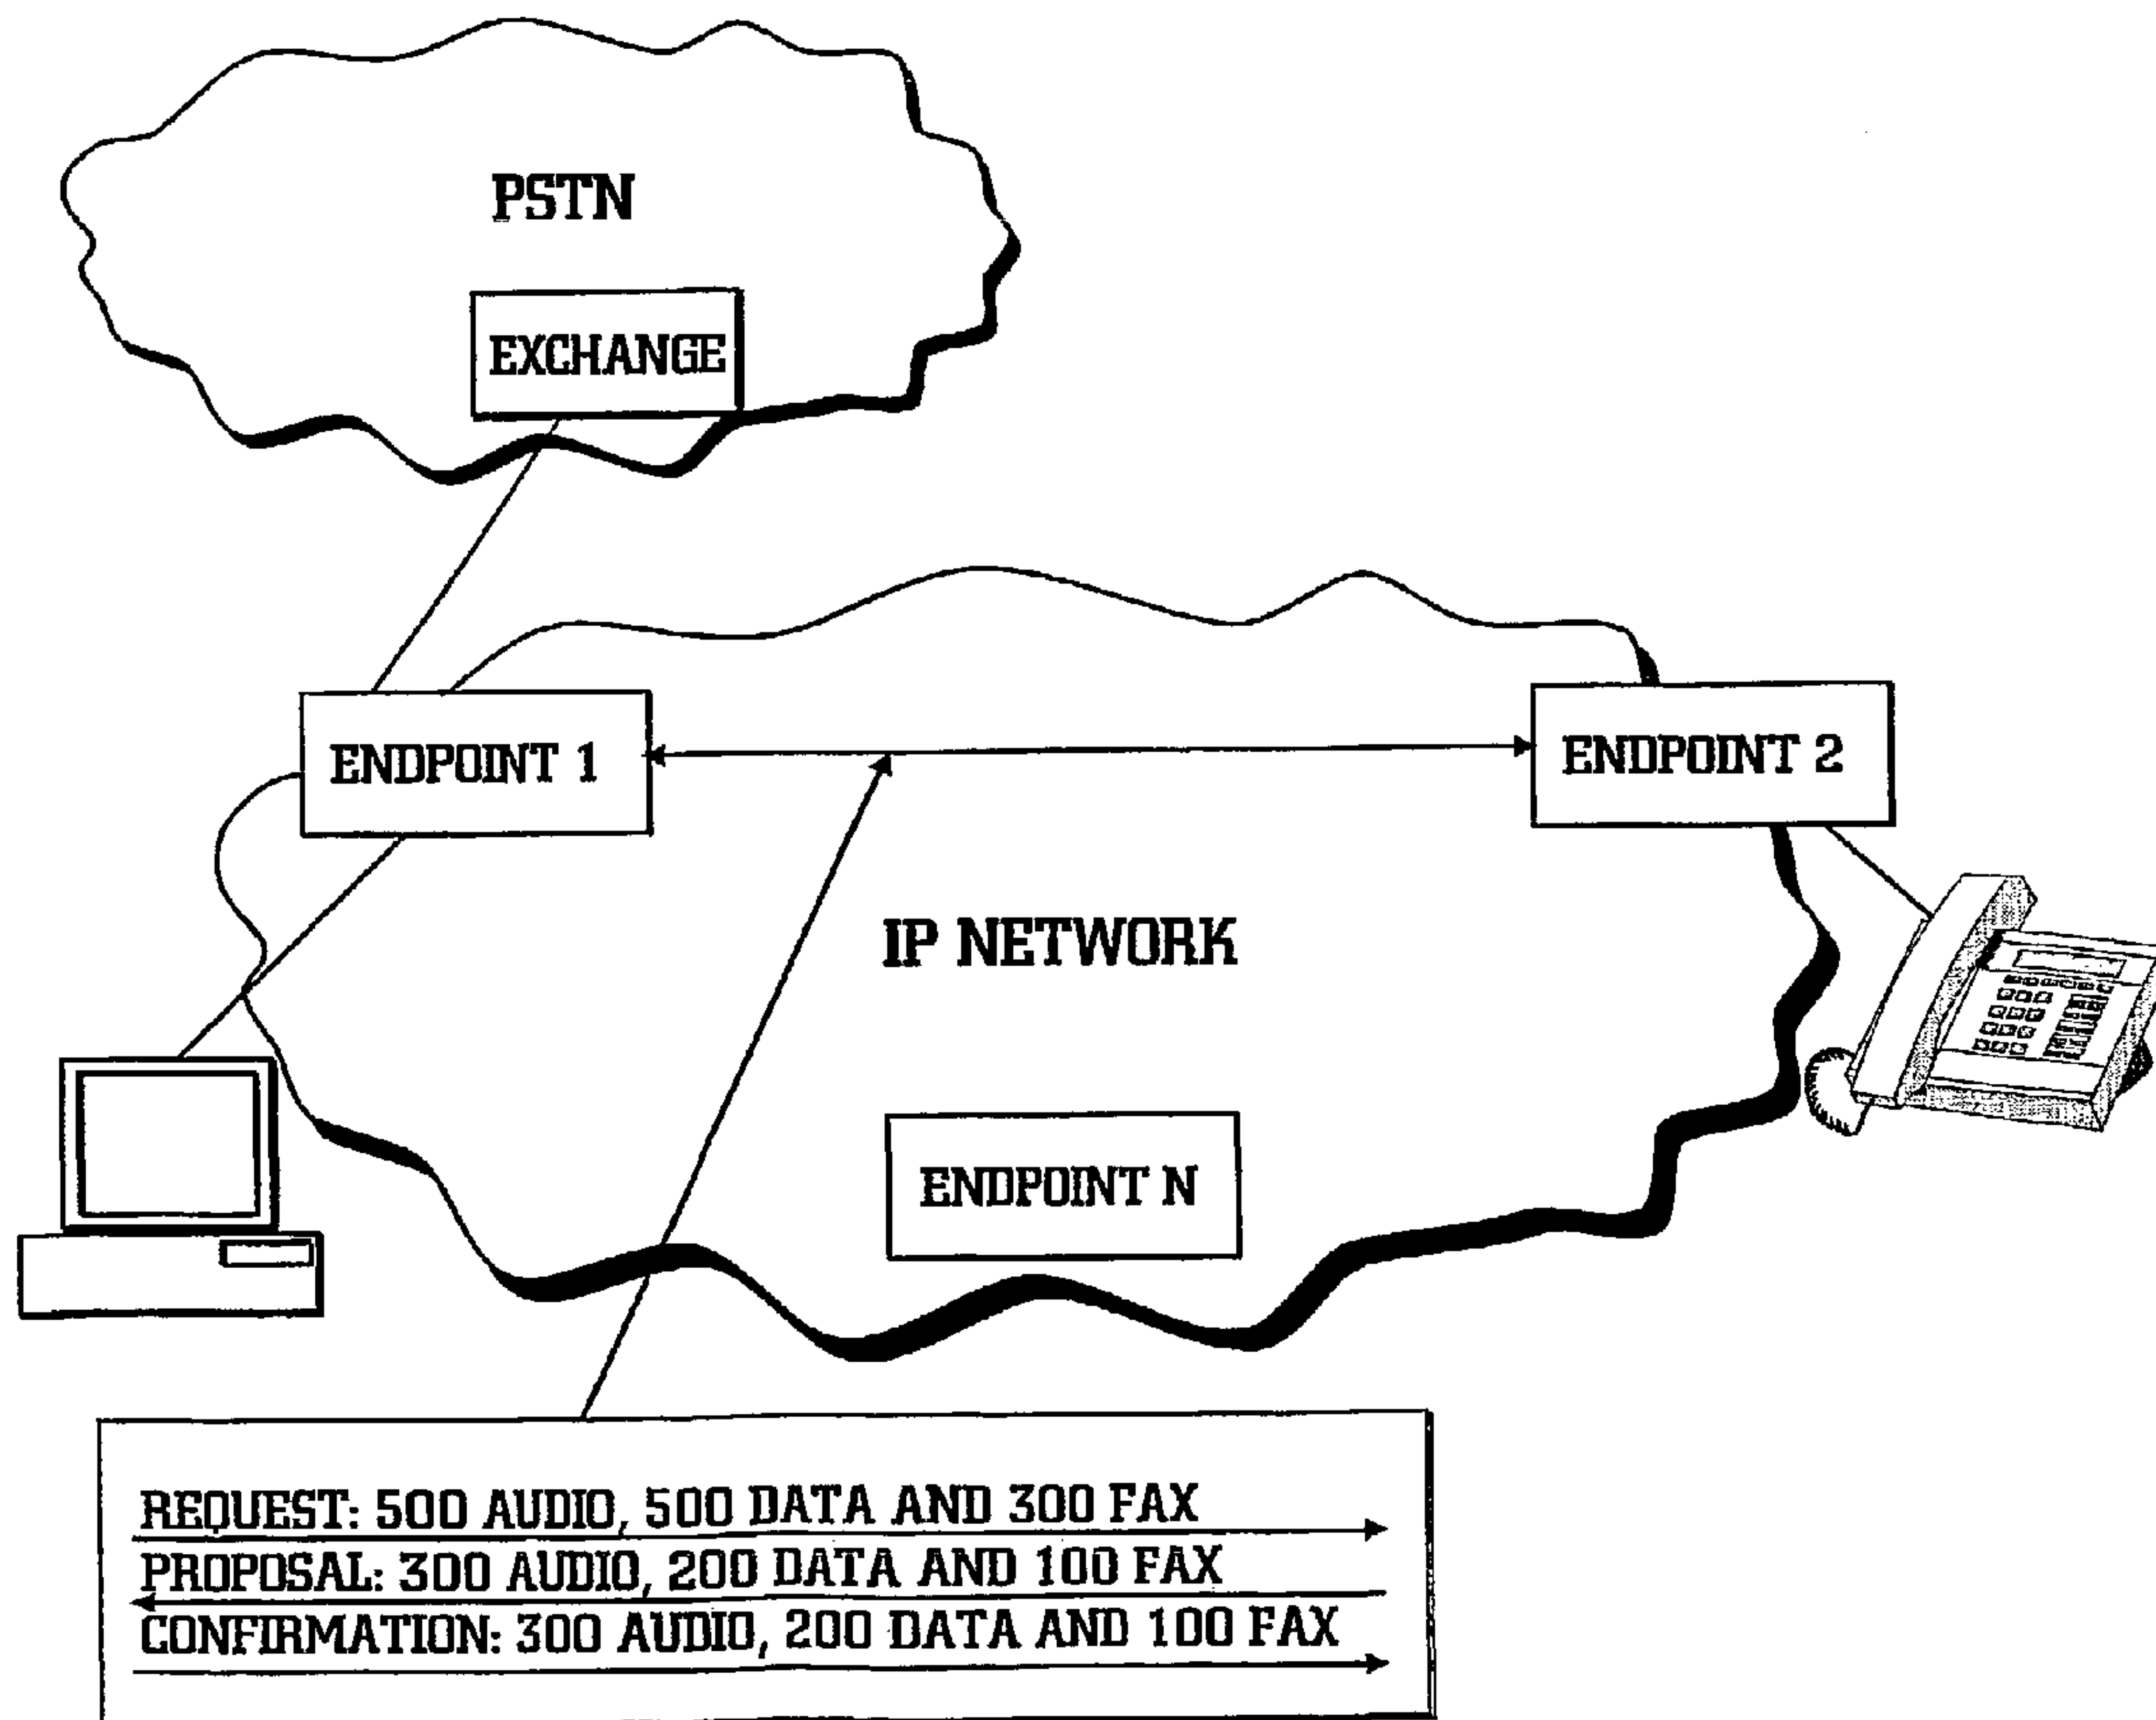 PSTN
EXCHANGE
ENDPOINT 1
ENDPOINT 2
IP NETWORK
ENDPOINT N
REQUEST: 500 AUDIO, 500 DATA AND 300 FAX
PROPOSAL: 300 AUDIO, 200 DATA AND 100 FAX
CONFIRMATION: 300 AUDIO, 200 DATA AND 100 FAX